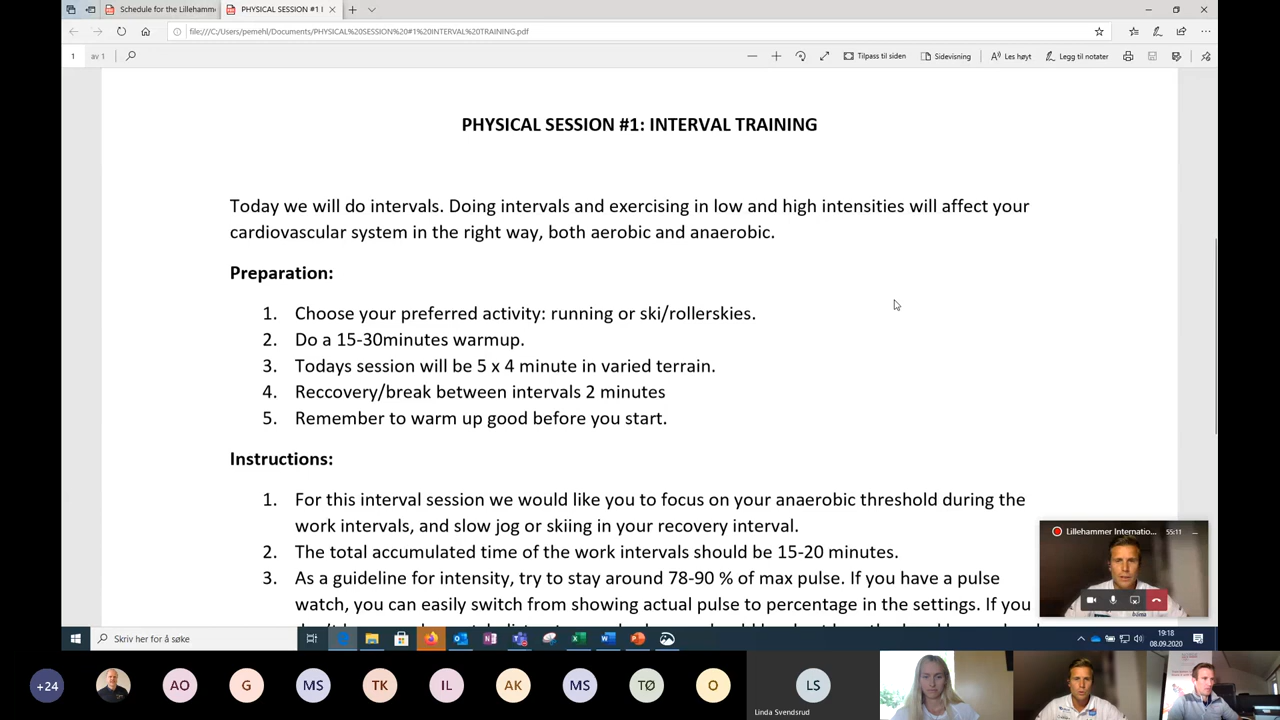 Schedule for the Lillehamme
PHYSICAL SESSION #1 I
file:///C:/Users/pemehl/Documents/PHYSICAL%20SESSION%20#1%20INTERVAL%20TRAINING.pdf
1 av 1
Tilpass til siden
Sidevisning
Les høyt
Legg til notater
PHYSICAL SESSION #1: INTERVAL TRAINING
Today we will do intervals. Doing intervals and exercising in low and high intensities will affect your
cardiovascular system in the right way, both aerobic and anaerobic.
Preparation:
1. Choose your preferred activity: running or ski/rollerskies.
2. Do a 15-30minutes warmup.
3. Todays session will be 5 x 4 minute in varied terrain.
4. Reccovery/break between intervals 2 minutes
5. Remember to warm up good before you start.
Instructions:
1. For this interval session we would like you to focus on your anaerobic threshold during the
work intervals, and slow jog or skiing in your recovery interval.
2. The total accumulated time of the work intervals should be 15-20 minutes.
3. As a guideline for intensity, try to stay around 78-90 % of max pulse. If you have a pulse
watch, you can easily switch from showing actual pulse to percentage in the settings. If you
Lillehammer Internatio...
55:11
Skriv her for å søke
19:18
08.09.2020
+24
AO
G
MS
TK
IL
AK
MS
TØ
O
LS
Linda Svendsrud